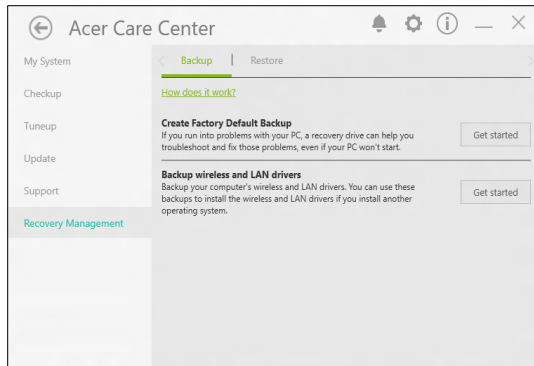 Acer Care Center
My System
Checkup
Tuneup
Update
Support
Recovery Management
Backup | Restore
How does it work?
Create Factory Default Backup
If you run into problems with your PC, a recovery drive can help you
troubleshoot and fix those problems, even if your PC won't start.
Get started
Backup wireless and LAN drivers
Backup your computer's wireless and LAN drivers. You can use these
backups to install the wireless and LAN drivers if you install another
operating system.
Get started